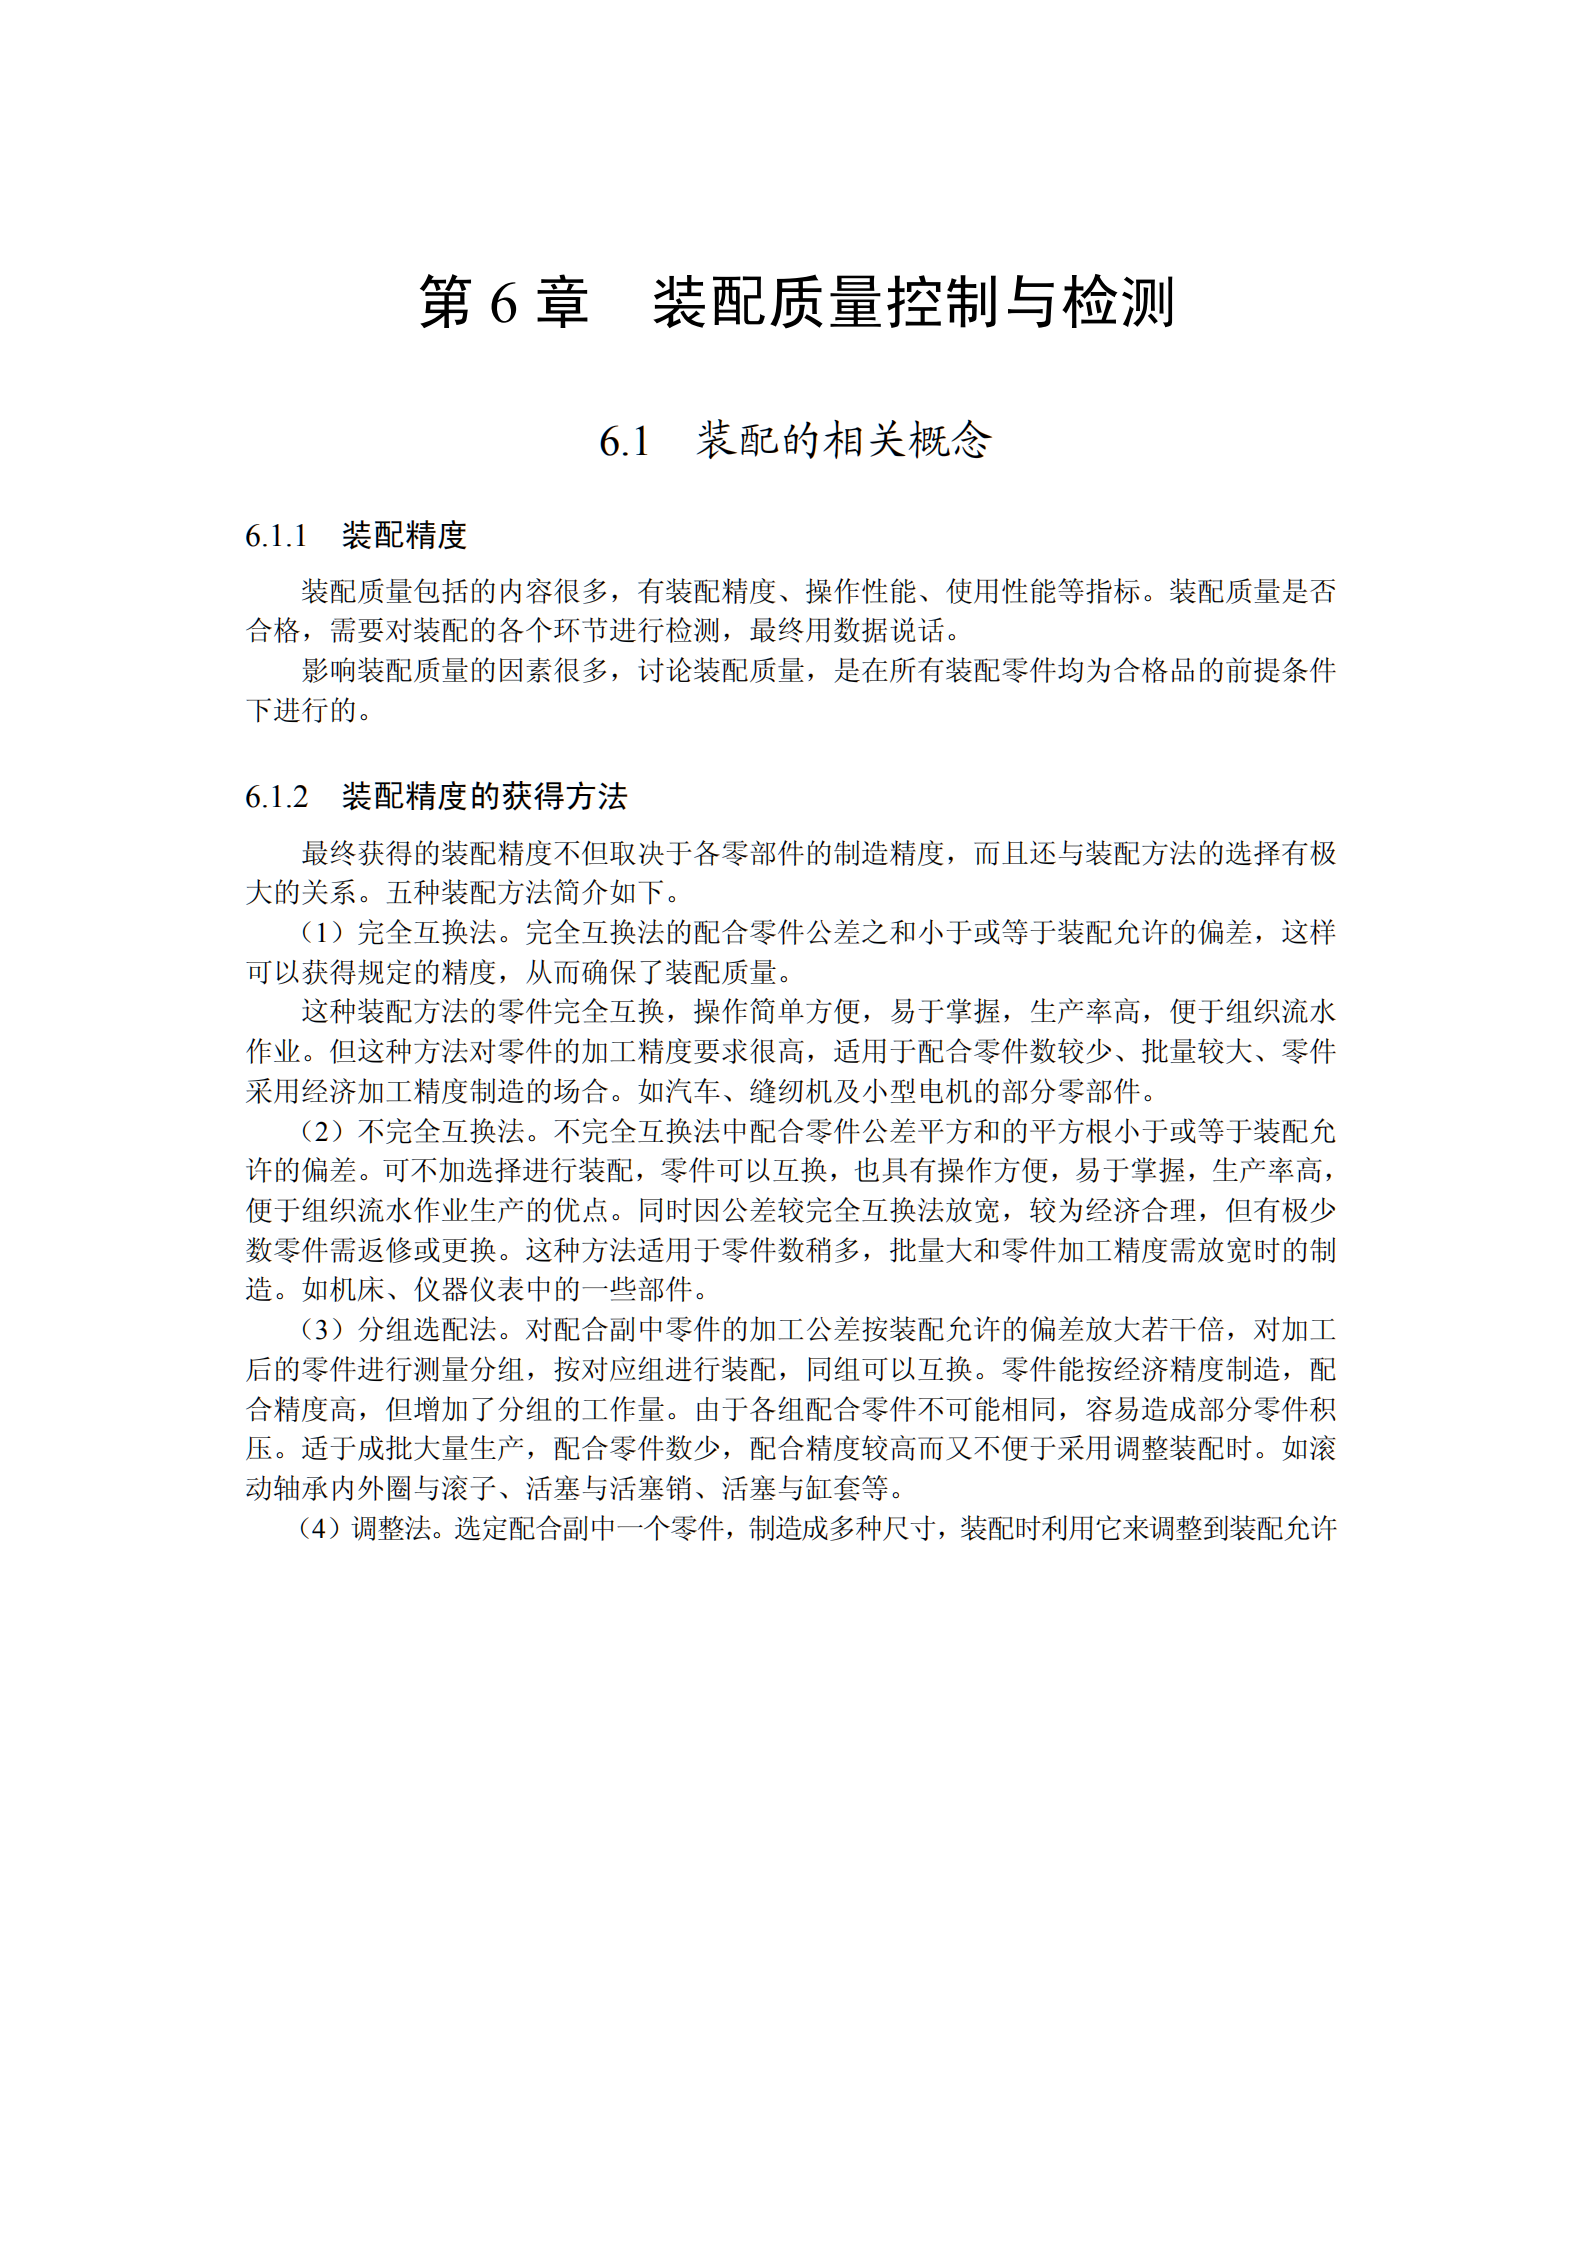 第 6 章　装配质量控制与检测
6.1　装配的相关概念
6.1.1　装配精度
装配质量包括的内容很多，有装配精度、操作性能、使用性能等指标。装配质量是否
合格，需要对装配的各个环节进行检测，最终用数据说话。
影响装配质量的因素很多，讨论装配质量，是在所有装配零件均为合格品的前提条件
下进行的。
6.1.2　装配精度的获得方法
最终获得的装配精度不但取决于各零部件的制造精度，而且还与装配方法的选择有极
大的关系。五种装配方法简介如下。
（1）完全互换法。完全互换法的配合零件公差之和小于或等于装配允许的偏差，这样
可以获得规定的精度，从而确保了装配质量。
这种装配方法的零件完全互换，操作简单方便，易于掌握，生产率高，便于组织流水
作业。但这种方法对零件的加工精度要求很高，适用于配合零件数较少、批量较大、零件
采用经济加工精度制造的场合。如汽车、缝纫机及小型电机的部分零部件。
（2）不完全互换法。不完全互换法中配合零件公差平方和的平方根小于或等于装配允
许的偏差。可不加选择进行装配，零件可以互换，也具有操作方便，易于掌握，生产率高，
便于组织流水作业生产的优点。同时因公差较完全互换法放宽，较为经济合理，但有极少
数零件需返修或更换。这种方法适用于零件数稍多，批量大和零件加工精度需放宽时的制
造。如机床、仪器仪表中的一些部件。
（3）分组选配法。对配合副中零件的加工公差按装配允许的偏差放大若干倍，对加工
后的零件进行测量分组，按对应组进行装配，同组可以互换。零件能按经济精度制造，配
合精度高，但增加了分组的工作量。由于各组配合零件不可能相同，容易造成部分零件积
压。适于成批大量生产，配合零件数少，配合精度较高而又不便于采用调整装配时。如滚
动轴承内外圈与滚子、活塞与活塞销、活塞与缸套等。
（4）调整法。选定配合副中一个零件，制造成多种尺寸，装配时利用它来调整到装配允许